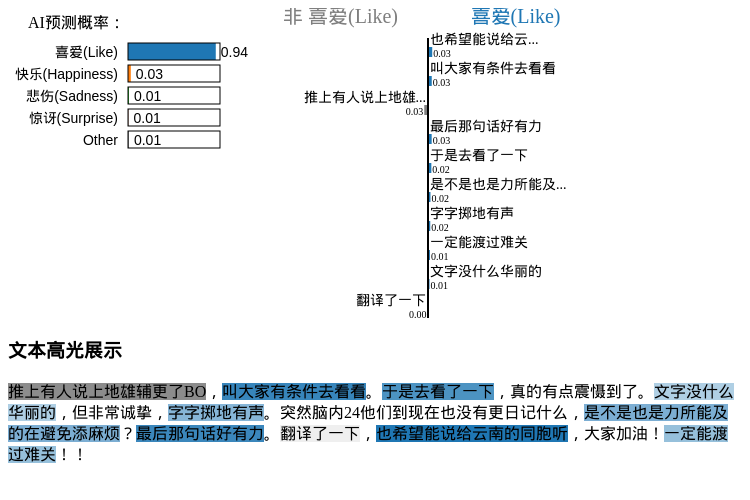 AI预测概率：
喜爱(Like) 0.94
快乐(Happiness) 0.03
悲伤(Sadness) 0.01
惊讶(Surprise) 0.01
Other 0.01
非 喜爱(Like) 喜爱(Like)
也希望能说给云...
0.03
叫大家有条件去看看
0.03
推上有人说上地雄...
0.03
最后那句话好有力
0.03
于是去看了一下
0.02
是不是也是力所能及...
0.02
字字掷地有声
0.02
一定能渡过难关
0.01
文字没什么华丽的
0.01
翻译了一下
0.00
文本高光展示
推上有人说上地雄辅更了BO，叫大家有条件去看看。于是去看了一下，真的有点震慑到了。文字没什么
华丽的，但非常诚挚，字字掷地有声。突然脑内24他们到现在也没有更日记什么，是不是也是力所能及
的在避免添麻烦？最后那句话好有力。翻译了一下，也希望能说给云南的同胞听，大家加油！一定能渡
过难关！！